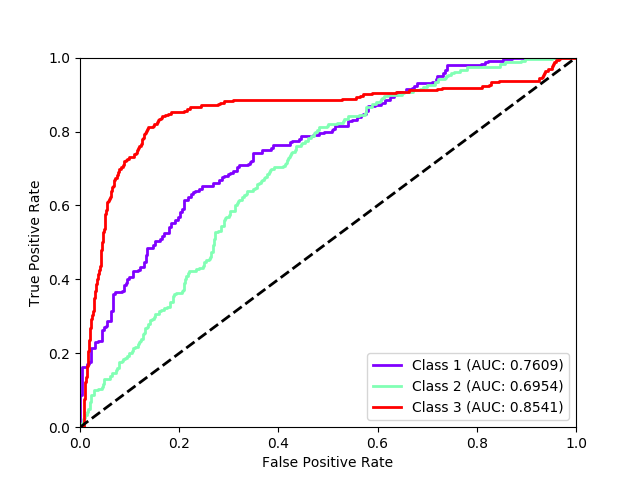 1.0
0.8
0.6
0.4
0.2
0.0
True Positive Rate
Class 1 (AUC: 0.7609)
Class 2 (AUC: 0.6954)
Class 3 (AUC: 0.8541)
0.0 0.2 0.4 0.6 0.8 1.0
False Positive Rate